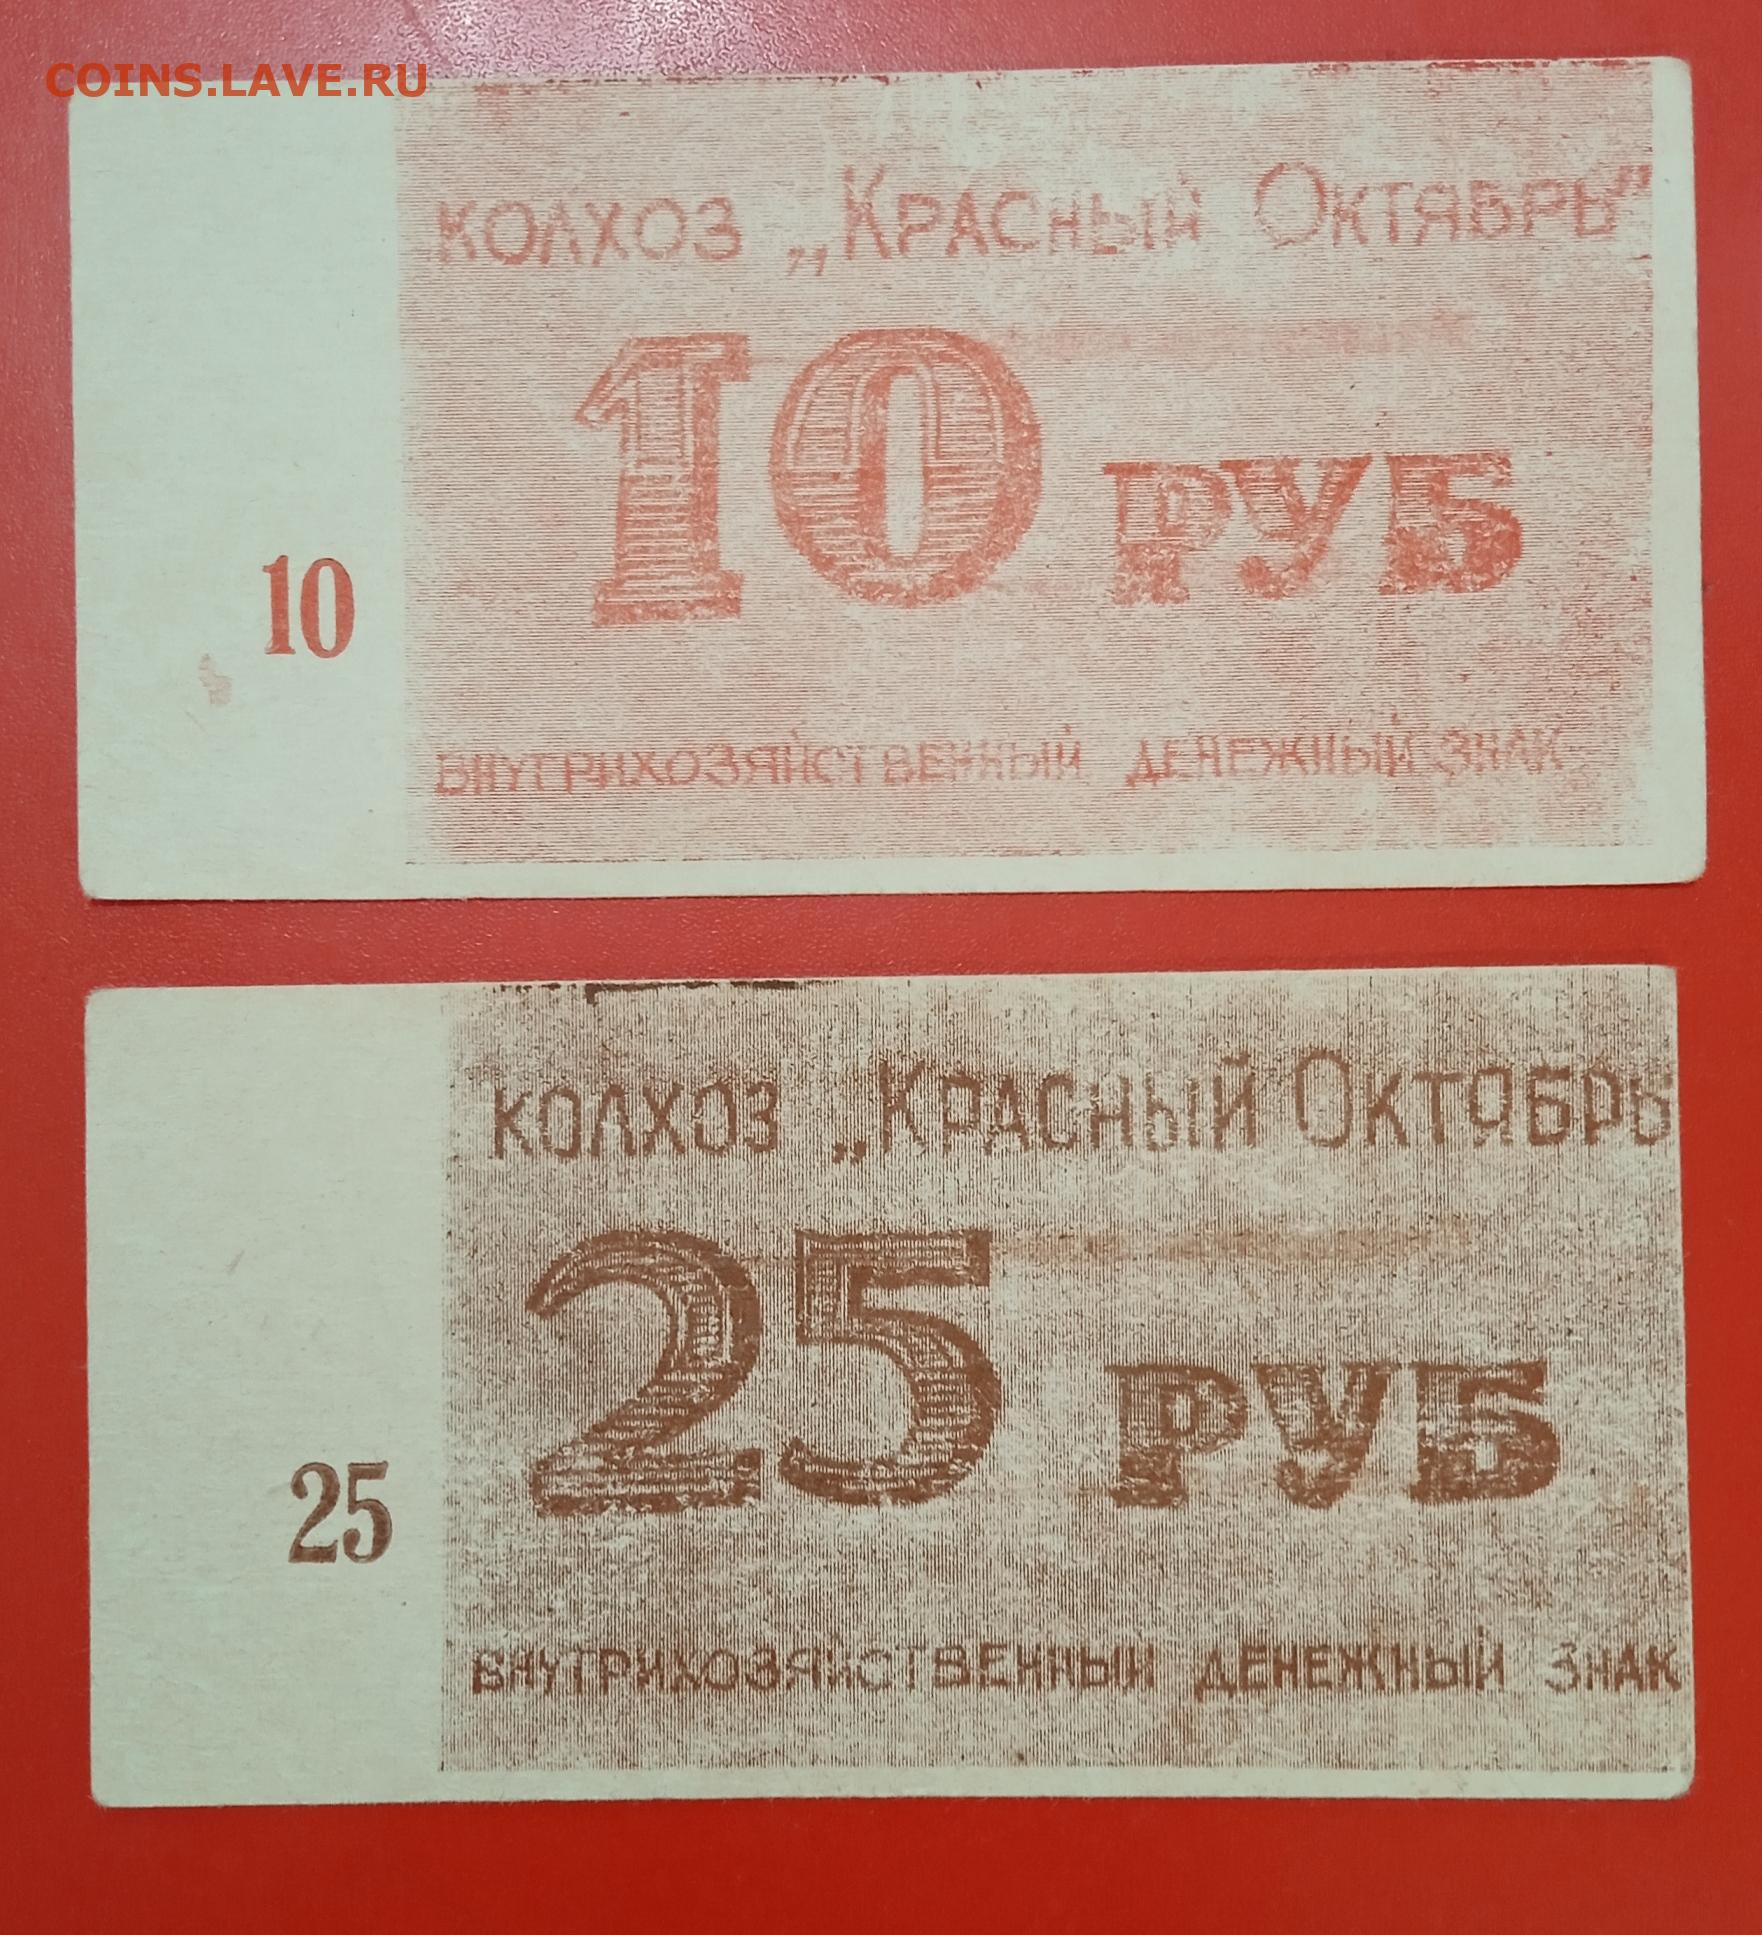 COINS.LAVE.RU
КОЛХОЗ „КРАСНЫЙ ОКТЯБРЬ"
10 РУБ
10
ВНУТРИХОЗЯЙСТВЕННЫЙ ДЕНЕЖНЫЙ ЗНАК
КОЛХОЗ „КРАСНЫЙ ОКТЯБРЬ
25 РУБ
25
ВНУТРИХОЗЯЙСТВЕННЫЙ ДЕНЕЖНЫЙ ЗНАК